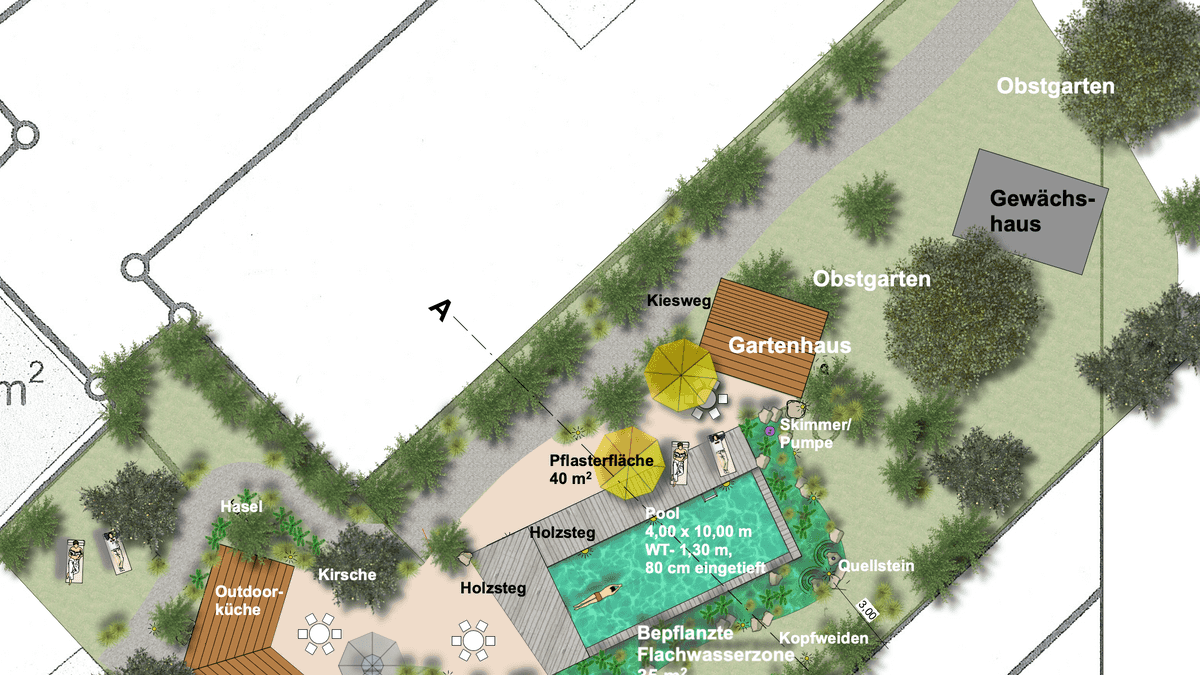 Obstgarten
Gewächs-
haus
Obstgarten
Kiesweg
A
Gartenhaus
m²
Skimmer/
Pumpe
Pflasterfläche
40 m²
Hasel
Pool
4,00 x 10,00 m
WT- 1,30 m,
80 cm eingetieft
Holzsteg
Quellstein
Kirsche
Holzsteg
Outdoor-
küche
3.00
Bepflanzte
Flachwasserzone
Kopfweiden